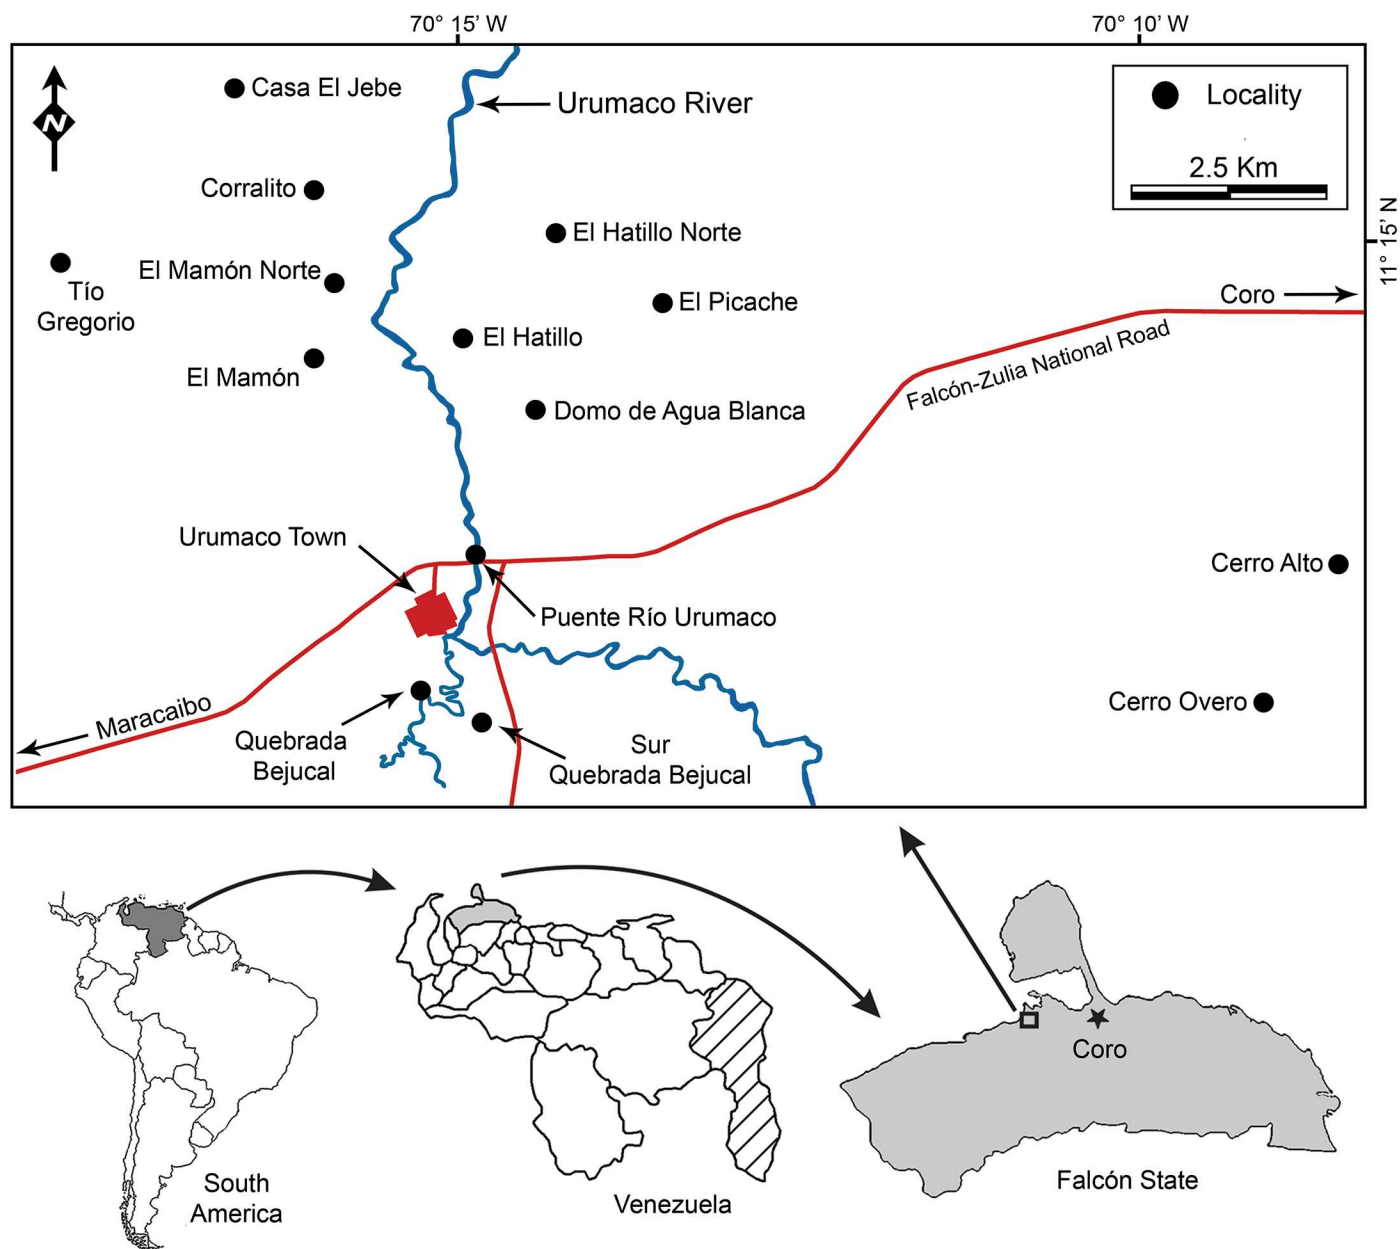 70° 15’ W
70° 10’ W
N
Casa El Jebe
Urumaco River
Locality
2.5 Km
Corralito
El Hatillo Norte
11° 15’ N
El Mamón Norte
Tío
Gregorio
El Picache
Coro
El Hatillo
El Mamón
Falcón-Zulia National Road
Domo de Agua Blanca
Urumaco Town
Cerro Alto
Puente Río Urumaco
Cerro Overo
Maracaibo
Quebrada
Bejucal
Sur
Quebrada Bejucal
Coro
South
America
Venezuela
Falcón State